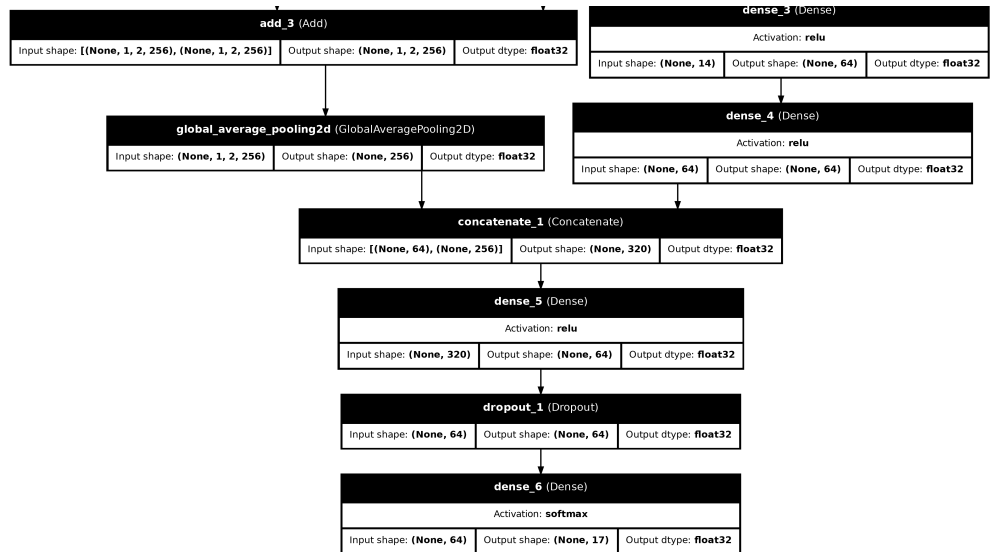 add_3 (Add)
Input shape: [(None, 1, 2, 256), (None, 1, 2, 256)] Output shape: (None, 1, 2, 256) Output dtype: float32
dense_3 (Dense)
Activation: relu
Input shape: (None, 14) Output shape: (None, 64) Output dtype: float32
global_average_pooling2d (GlobalAveragePooling2D)
Input shape: (None, 1, 2, 256) Output shape: (None, 256) Output dtype: float32
dense_4 (Dense)
Activation: relu
Input shape: (None, 64) Output shape: (None, 64) Output dtype: float32
concatenate_1 (Concatenate)
Input shape: [(None, 64), (None, 256)] Output shape: (None, 320) Output dtype: float32
dense_5 (Dense)
Activation: relu
Input shape: (None, 320) Output shape: (None, 64) Output dtype: float32
dropout_1 (Dropout)
Input shape: (None, 64) Output shape: (None, 64) Output dtype: float32
dense_6 (Dense)
Activation: softmax
Input shape: (None, 64) Output shape: (None, 17) Output dtype: float32